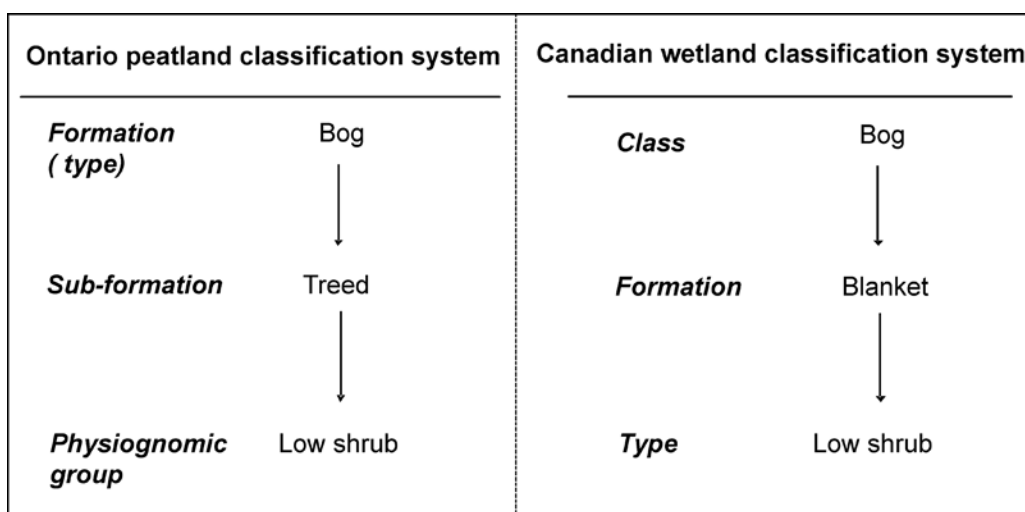 Ontario peatland classification system
Formation Bog
( type)
Sub-formation Treed
Physiognomic Low shrub
group
Canadian wetland classification system
Class Bog
Formation Blanket
Type Low shrub